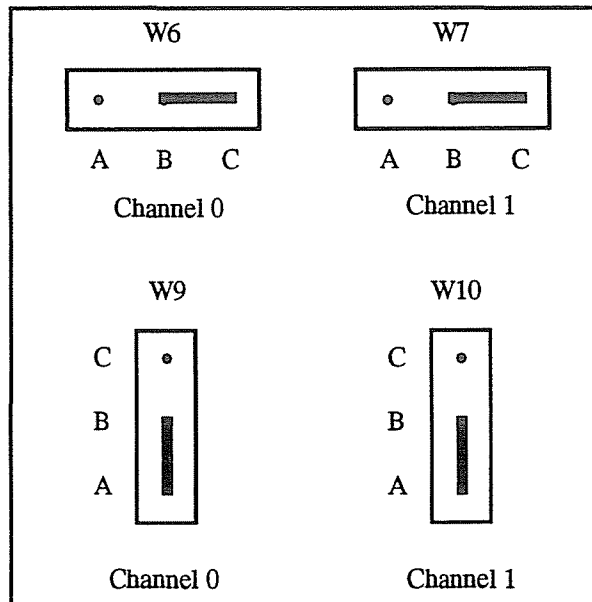 W6 W7
A B C A B C
Channel 0 Channel 1
W9 W10
C C
B B
A A
Channel 0 Channel 1